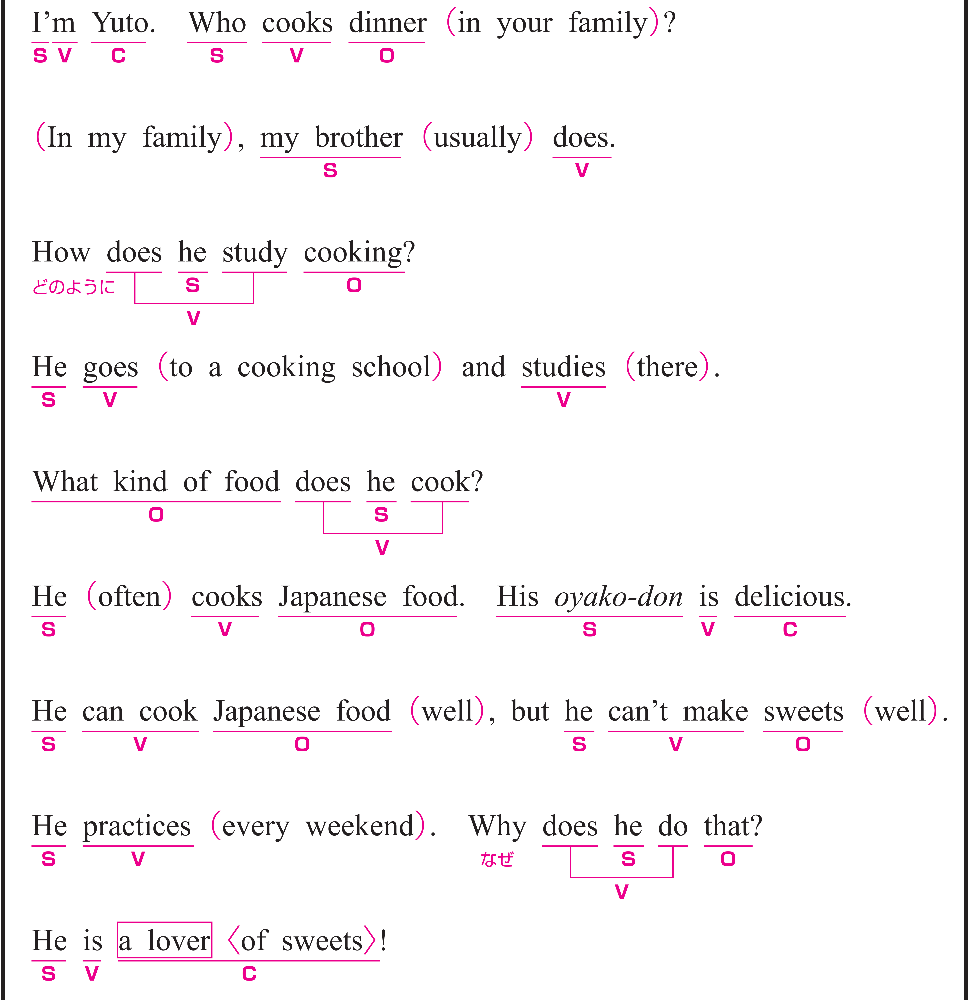 I’m Yuto. Who cooks dinner (in your family)?
S V C S V O
(In my family), my brother (usually) does.
S V
How does he study cooking?
どのように S O
V
He goes (to a cooking school) and studies (there).
S V V
What kind of food does he cook?
O S
V
He (often) cooks Japanese food. His oyako-don is delicious.
S V O S V C
He can cook Japanese food (well), but he can’t make sweets (well).
S V O S V O
He practices (every weekend). Why does he do that?
S V なぜ S O
V
He is a lover 〈of sweets〉!
S V C